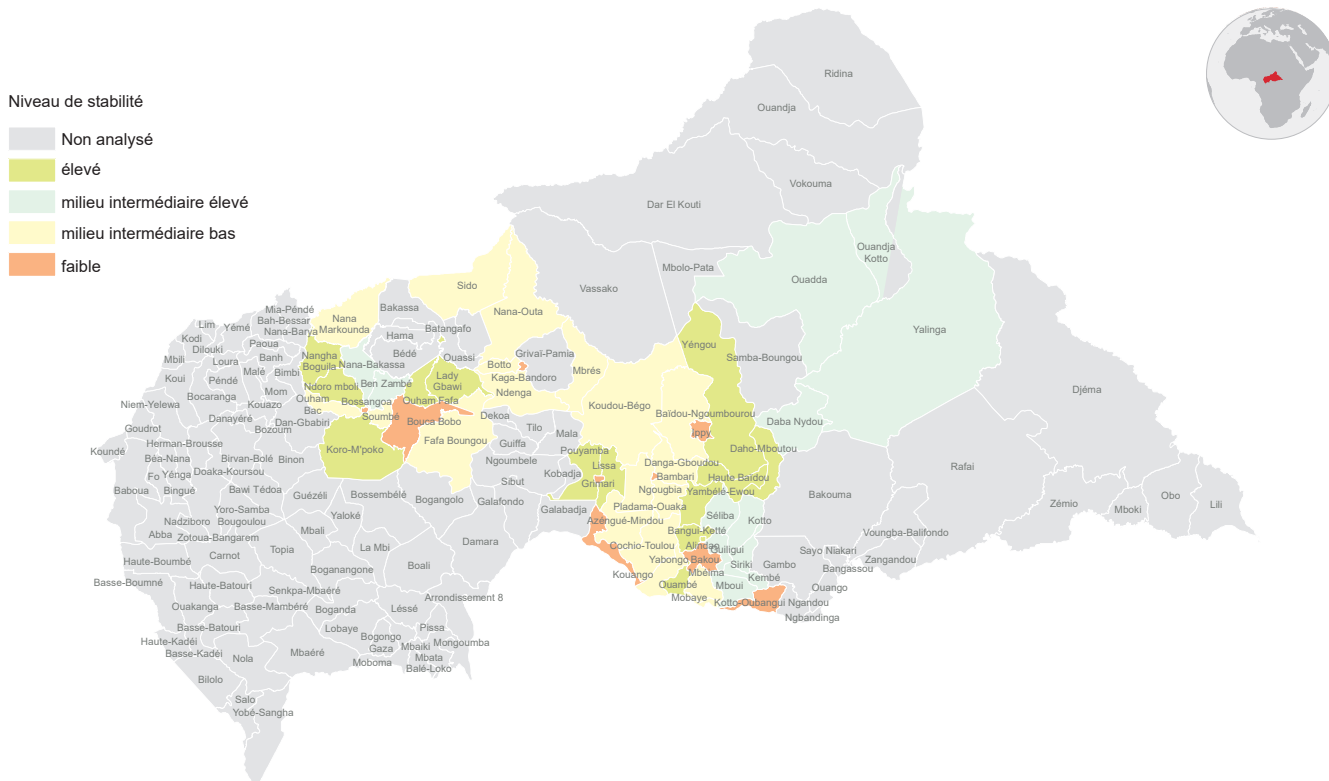 Niveau de stabilité
Non analysé
élevé
milieu intermédiaire élevé
milieu intermédiaire bas
faible
Ridina
Ouandja
Vokouma
Dar El Kouti
Ouandja
Kotto
Mbolo-Pata
Ouadda
Vassako
Sido
Bakassa
Yalinga
Mia-Pêndé
Bah-Bessar
Nana-Barya
Nana
Markounda
Nana-Outa
Lim
Yémé
Kodi
Dilouki
Paoua
Hama
Batangafo
Yéngou
Samba-Boungou
Mbili
Loura
Banh
Nangha
Boguila
Nana-Bakassa
Bédé
Ouassi
Grivaï-Pamia
Botto
Mbrés
Koui
Péndé
Malé
Bimbi
Ben Zambé
Lady
Gbawi
Kaga-Bandoro
Djéma
Bocaranga
Mom
Ndoro mboli
Ndenga
Niem-Yelewa
Kouazo
Ouham
Bac
Bossangoa
Ouham Fafa
Koudou-Bégo
Baïdou-Ngoumbourou
Danayéré
Soumbé
Dekoa
Daba Nydou
Goudrot
Bozoum
Dan-Gbabiri
Bouca Bobo
Tilo
Ippy
Koundé
Herman-Brousse
Fafa Boungou
Guiffa
Mala
Béa-Nana
Birvan-Bolé
Binon
Koro-M'poko
Pouyamba
Daho-Mboutou
Fo
Yênga
Doaka-Koursou
Ngoumbele
Lissa
Danga-Gboudou
Rafai
Baboua
Bingué
Bawi Tédoa
Guézéli
Bossembélé
Bogangolo
Sibut
Kobadja
Grimari
Bambari
Haute Baïdou
Ngougbia
Yambélé-Ewou
Bakouma
Galafondo
Galabadja
Pladama-Ouaka
Zémio
Obo
Lili
Mboki
Yoro-Samba
Yaloké
Séliba
Kotto
Nadziboro
Bougoulou
Azengué-Mindou
Abba
Zotoua-Bangarem
Mbali
Bangui-Ketté
Voungba-Balifondo
Carnot
Topia
La Mbi
Damara
Cochio-Toulou
Alindao
Guiligui
Sayo Niakari
Haute-Boumbé
Boali
Yabongo
Bakou
Siriki
Gambo
Bangassou
Zangandou
Boganangone
Kouango
Mbelma
Kembé
Basse-Boumné
Haute-Batouri
Senkpa-Mbaéré
Ouambé
Mboui
Ouango
Ouakanga
Basse-Mambéré
Boganda
Léssé
Arrondissement 8
Mobaye
Kotto-Oubangui
Ngandou
Ngbandinga
Basse-Batouri
Lobaye
Pissa
Haute-Kadéi
Basse-Kadéi
Bogongo
Gaza
Mbaiki
Mongoumba
Nola
Mbaéré
Moboma
Mbata
Balé-Loko
Bilolo
Salo
Yobé-Sangha